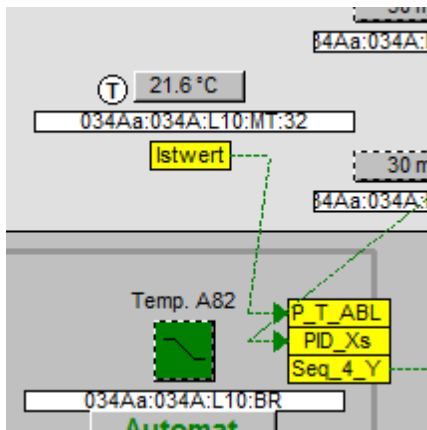 34Aa:034A:
T 21.6 °C
034Aa:034A:L10:MT:32
Istwert
30 m
34Aa:034A:
Temp. A82
P_T_ABL
PID_Xs
Seq_4_Y
034Aa:034A:L10:BR
Automat